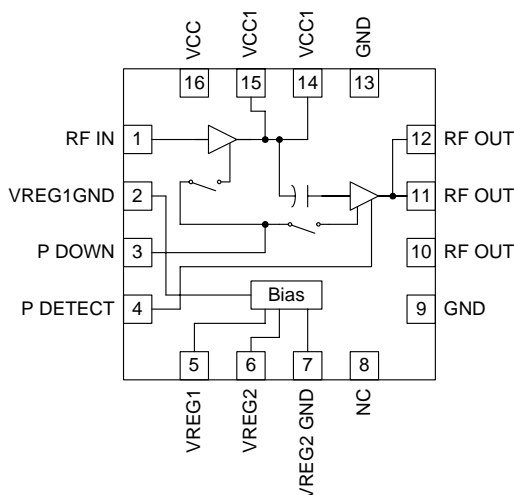 VCC
VCC1
VCC1
GND
16
15
14
13
RF IN
1
12
RF OUT
VREG1GND
2
11
RF OUT
P DOWN
3
10
RF OUT
P DETECT
4
Bias
9
GND
5
6
7
8
VREG1
VREG2
VREG2 GND
NC